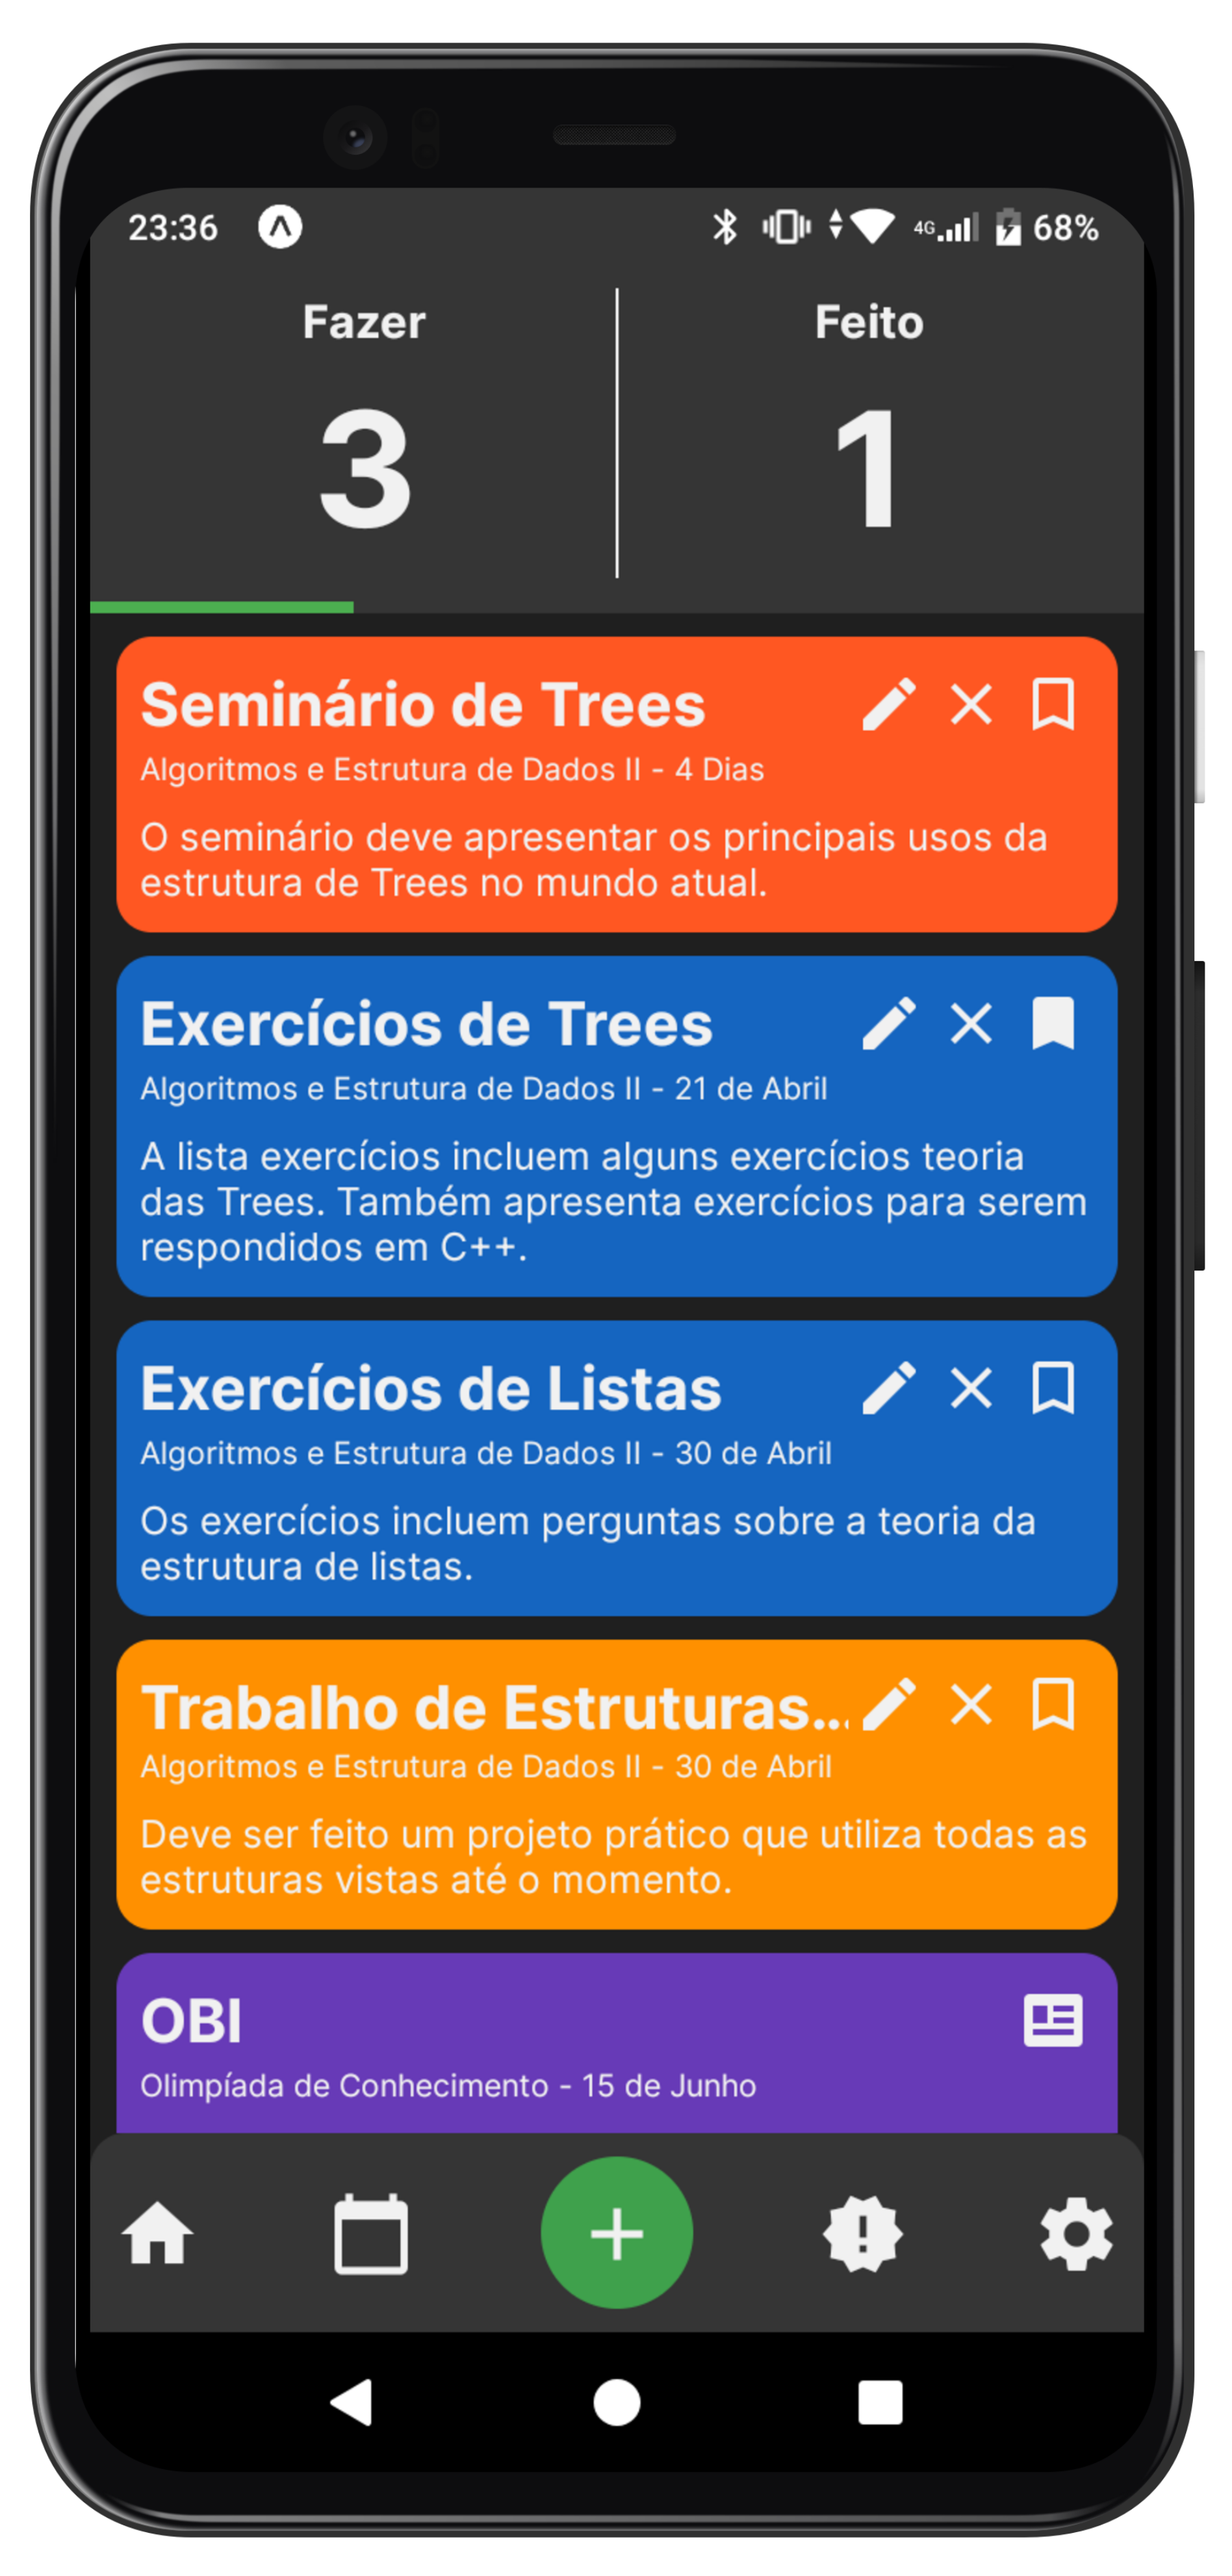 23:36
4G
68%
Fazer
Feito
3
1
Seminário de Trees
Algoritmos e Estrutura de Dados II - 4 Dias
O seminário deve apresentar os principais usos da
estrutura de Trees no mundo atual.
Exercícios de Trees
Algoritmos e Estrutura de Dados II - 21 de Abril
A lista exercícios incluem alguns exercícios teoria
das Trees. Também apresenta exercícios para serem
respondidos em C++.
Exercícios de Listas
Algoritmos e Estrutura de Dados II - 30 de Abril
Os exercícios incluem perguntas sobre a teoria da
estrutura de listas.
Trabalho de Estruturas...
Algoritmos e Estrutura de Dados II - 30 de Abril
Deve ser feito um projeto prático que utiliza todas as
estruturas vistas até o momento.
OBI
Olimpíada de Conhecimento - 15 de Junho